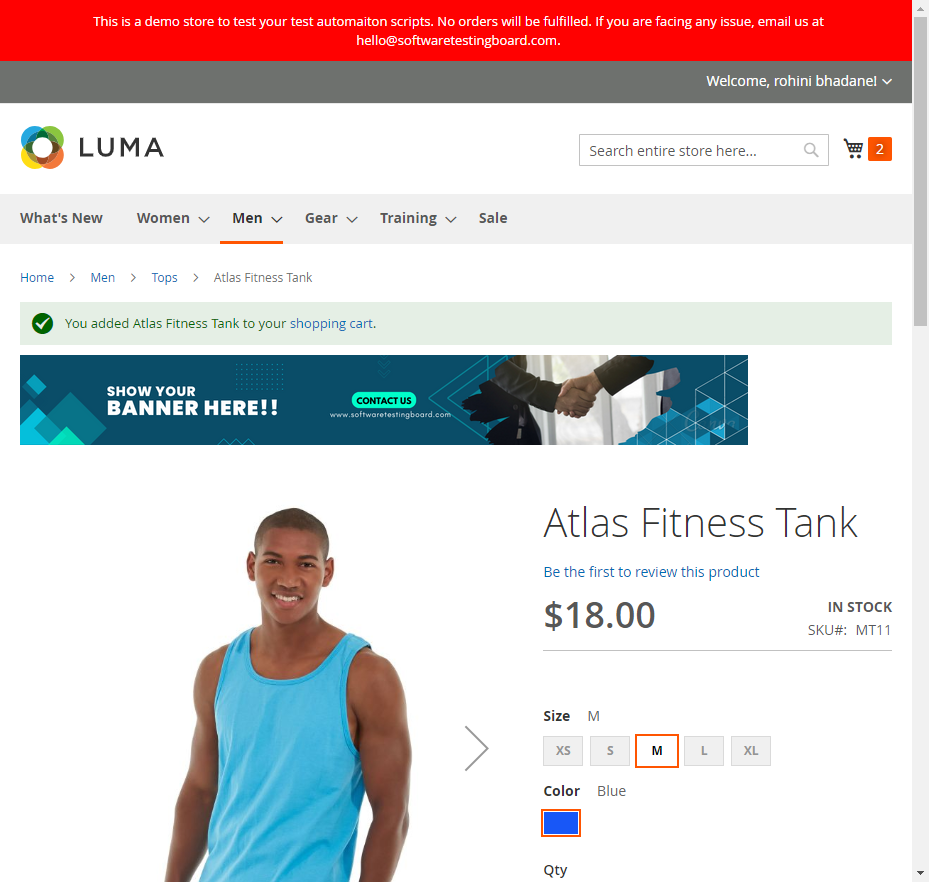 This is a demo store to test your test automaiton scripts. No orders will be fulfilled. If you are facing any issue, email us at
hello@softwaretestingboard.com.
Welcome, rohini bhadane!
LUMA
Search entire store here...
2
What's New Women Men Gear Training Sale
Home > Men > Tops > Atlas Fitness Tank
You added Atlas Fitness Tank to your shopping cart.
SHOW YOUR
BANNER HERE!!
CONTACT US
www.softwaretestingboard.com
Atlas Fitness Tank
Be the first to review this product
$18.00
IN STOCK
SKU#: MT11
Size M
XS S M L XL
Color Blue
Qty